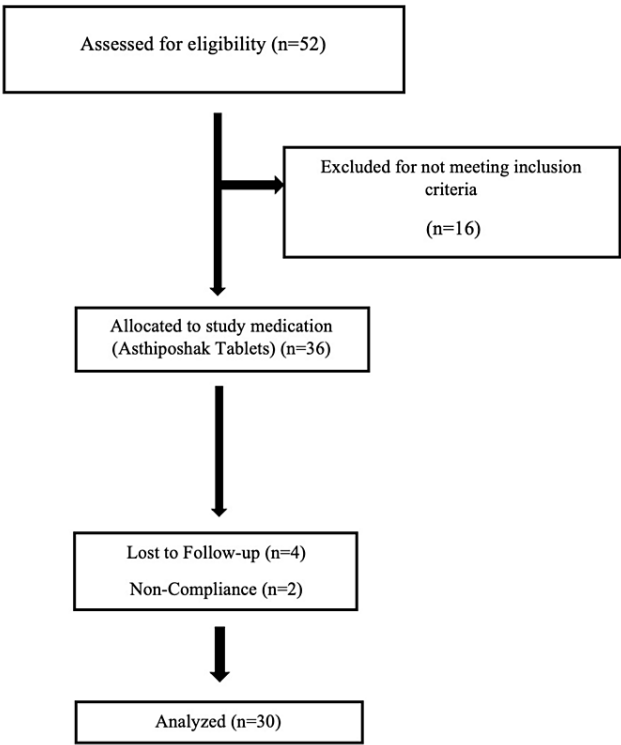 Assessed for eligibility (n=52)
Excluded for not meeting inclusion
criteria
(n=16)
Allocated to study medication
(Asthiposhak Tablets) (n=36)
Lost to Follow-up (n=4)
Non-Compliance (n=2)
Analyzed (n=30)